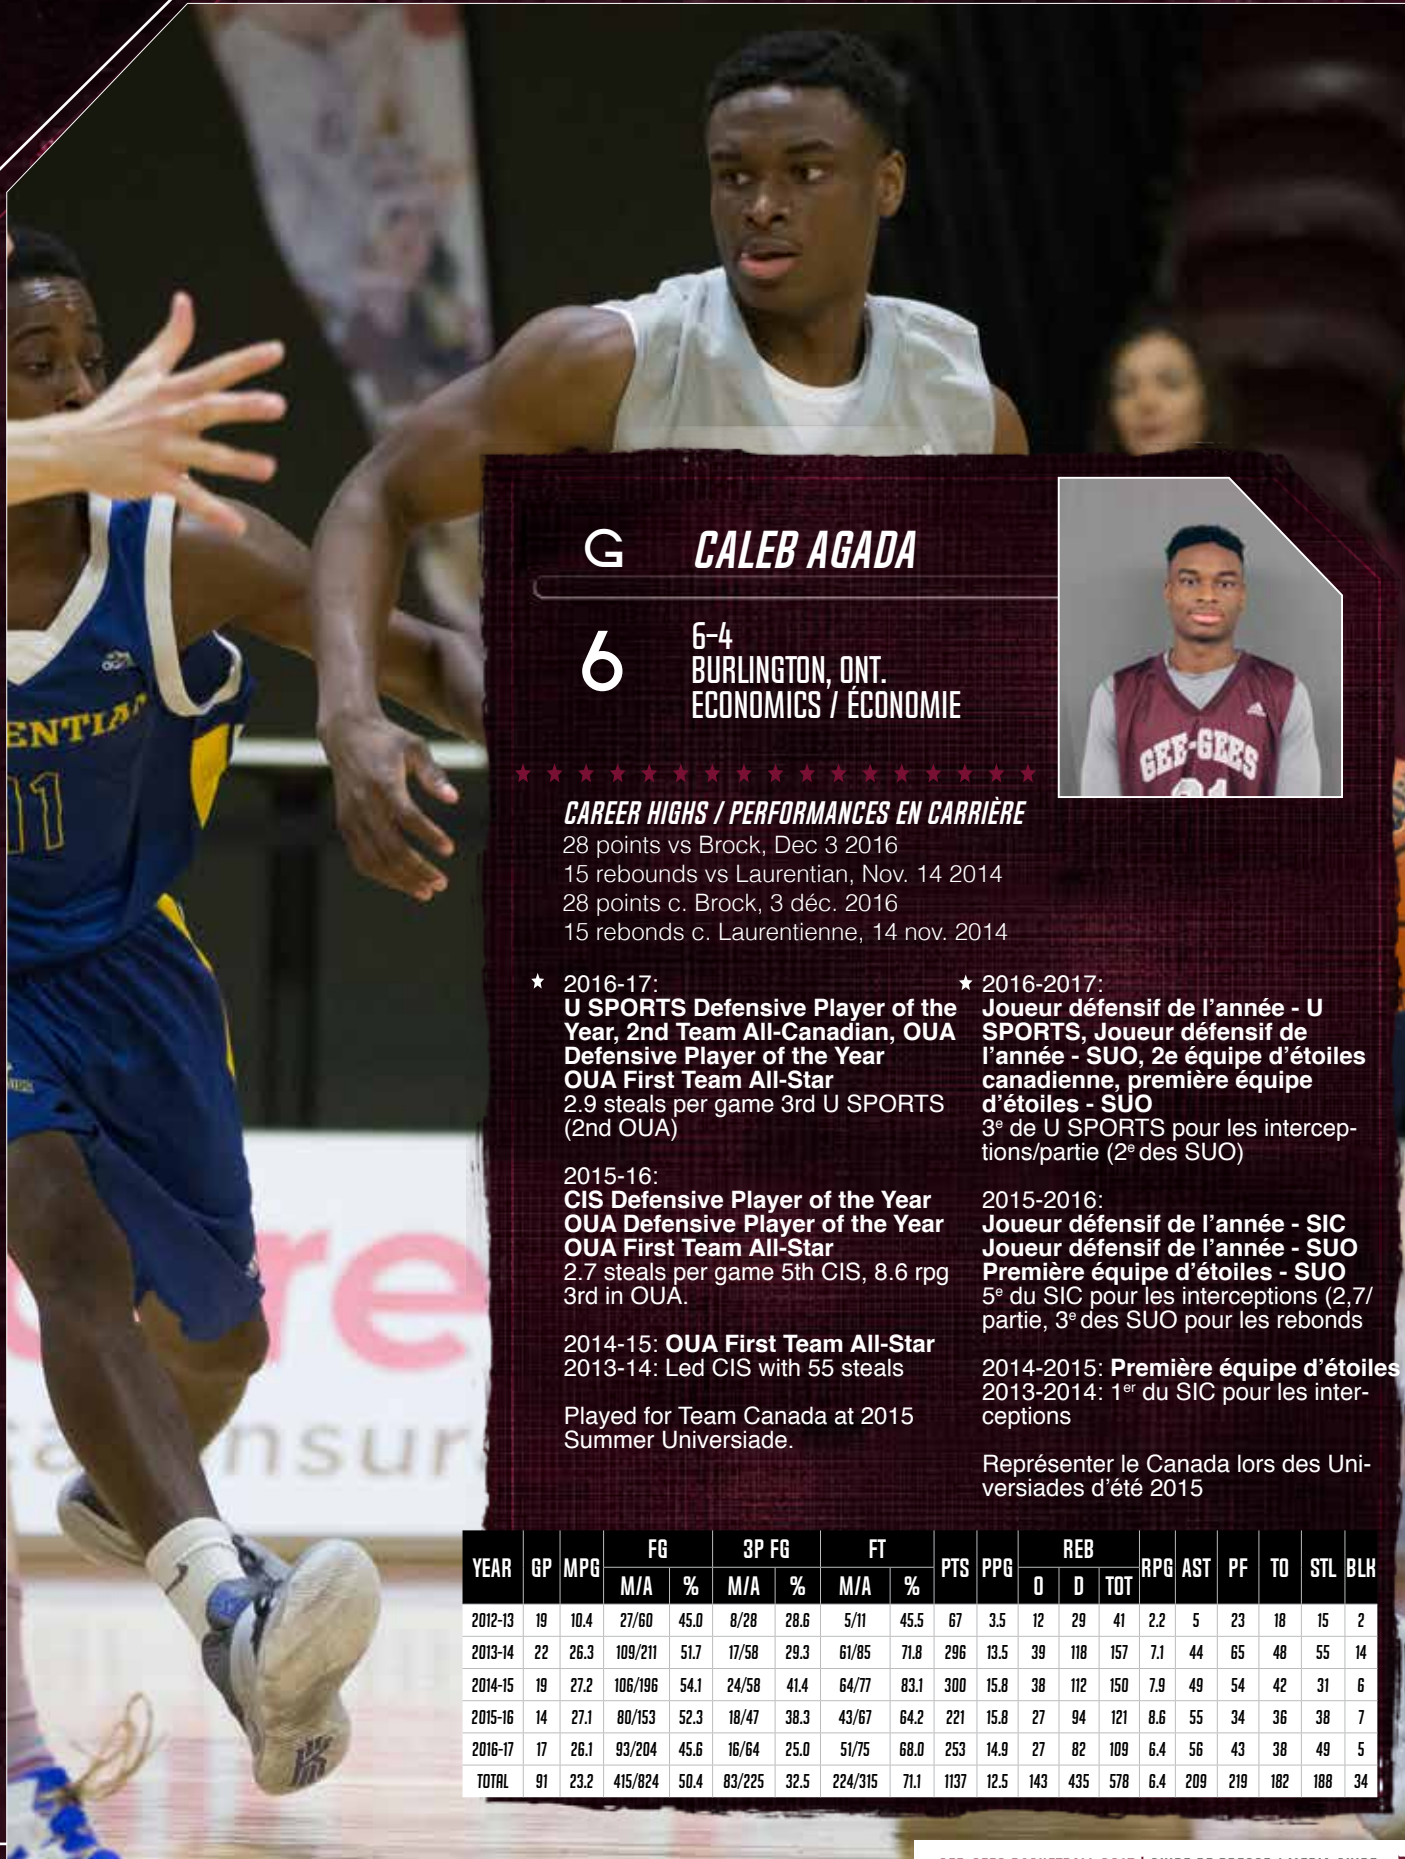 ENTIA
11
G CALEB AGADA
6
6-4
BURLINGTON, ONT.
ECONOMICS / ÉCONOMIE
GEE-GEES
CAREER HIGHS / PERFORMANCES EN CARRIÈRE
28 points vs Brock, Dec 3 2016
15 rebounds vs Laurentian, Nov. 14 2014
28 points c. Brock, 3 déc. 2016
15 rebonds c. Laurentienne, 14 nov. 2014
2016-17:
U SPORTS Defensive Player of the
Year, 2nd Team All-Canadian, OUA
Defensive Player of the Year
OUA First Team All-Star
2.9 steals per game 3rd U SPORTS
(2nd OUA)
2015-16:
CIS Defensive Player of the Year
OUA Defensive Player of the Year
OUA First Team All-Star
2.7 steals per game 5th CIS, 8.6 rpg
3rd in OUA.
2014-15: OUA First Team All-Star
2013-14: Led CIS with 55 steals
Played for Team Canada at 2015
Summer Universiade.
2016-2017:
Joueur défensif de l’année - U
SPORTS, Joueur défensif de
l’année - SUO, 2e équipe d’étoiles
canadienne, première équipe
d’étoiles - SUO
3e de U SPORTS pour les intercep-
tions/partie (2e des SUO)
2015-2016:
Joueur défensif de l’année - SIC
Joueur défensif de l’année - SUO
Première équipe d’étoiles - SUO
5e du SIC pour les interceptions (2,7/
partie, 3e des SUO pour les rebonds
2014-2015: Première équipe d’étoiles
2013-2014: 1er du SIC pour les inter-
ceptions
Représenter le Canada lors des Uni-
versiades d’été 2015
re
nsur
YEAR GP MPG FG 3P FG FT PTS PPG REB RPG AST PF TO STL BLK
M/A % M/A % M/A % O D TOT
2012-13 19 10.4 27/60 45.0 8/28 28.6 5/11 45.5 67 3.5 12 29 41 2.2 5 23 18 15 2
2013-14 22 26.3 109/211 51.7 17/58 29.3 61/85 71.8 296 13.5 39 118 157 7.1 44 65 48 55 14
2014-15 19 27.2 106/196 54.1 24/58 41.4 64/77 83.1 300 15.8 38 112 150 7.9 49 54 42 31 6
2015-16 14 27.1 80/153 52.3 18/47 38.3 43/67 64.2 221 15.8 27 94 121 8.6 55 34 36 38 7
2016-17 17 26.1 93/204 45.6 16/64 25.0 51/75 68.0 253 14.9 27 82 109 6.4 56 43 38 49 5
TOTAL 91 23.2 415/824 50.4 83/225 32.5 224/315 71.1 1137 12.5 143 435 578 6.4 209 219 182 188 34